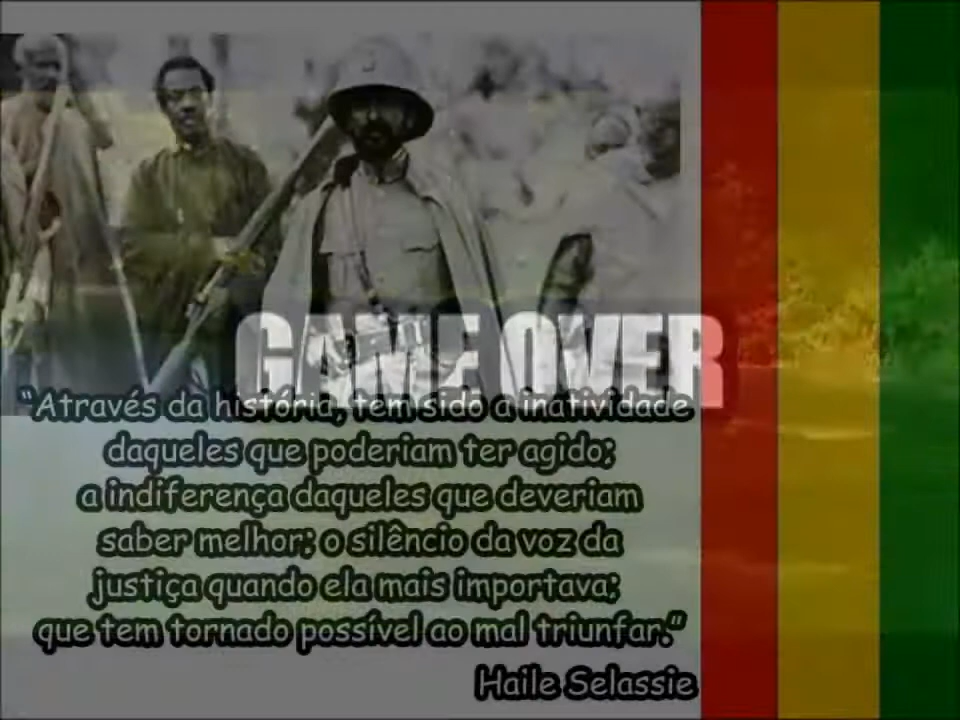 GAME OVER
“Através da história, tem sido a inatividade
daqueles que poderiam ter agido;
a indiferença daqueles que deveriam
saber melhor; o silêncio da voz da
justiça quando ela mais importava;
que tem tornado possível ao mal triunfar.”
Haile Selassie